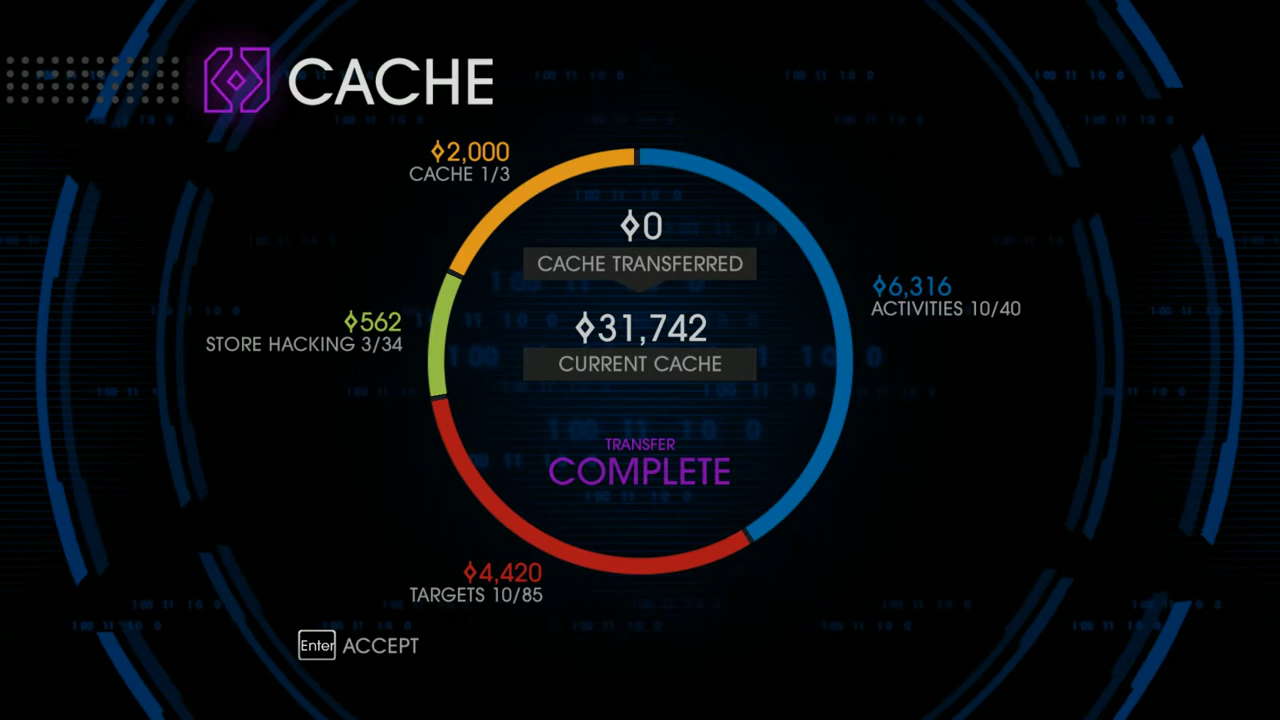 CACHE
2,000
CACHE 1/3
0
CACHE TRANSFERRED
6,316
ACTIVITIES 10/40
562
STORE HACKING 3/34
31,742
CURRENT CACHE
TRANSFER
COMPLETE
4,420
TARGETS 10/85
Enter ACCEPT